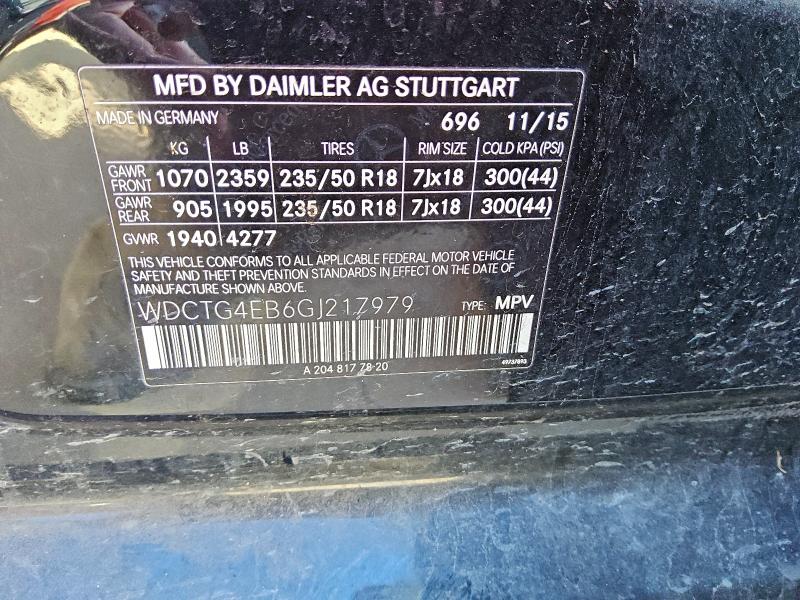 MFD BY DAIMLER AG STUTTGART
MADE IN GERMANY 696 11/15
KG LB TIRES RIM SIZE COLD KPA (PSI)
GAWR FRONT 1070 2359 235/50 R18 7Jx18 300(44)
GAWR REAR 905 1995 235/50 R18 7Jx18 300(44)
GVWR 1940 4277
THIS VEHICLE CONFORMS TO ALL APPLICABLE FEDERAL MOTOR VEHICLE
SAFETY AND THEFT PREVENTION STANDARDS IN EFFECT ON THE DATE OF
MANUFACTURE SHOWN ABOVE.
WDCTG4EB6GJ217979 TYPE: MPV
A 204 817 78-20